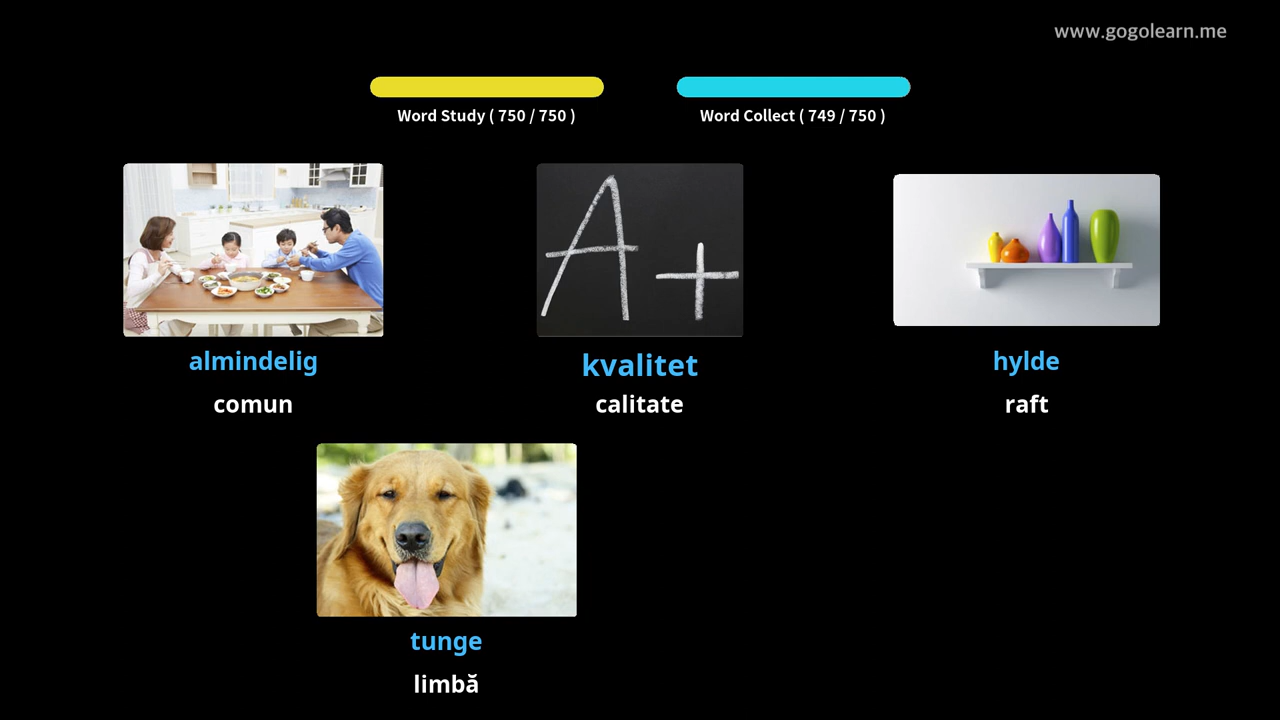 www.gogolearn.me
Word Study ( 750 / 750 )
Word Collect ( 749 / 750 )
A+
almindelig
kvalitet
hylde
comun
calitate
raft
tunge
limbă